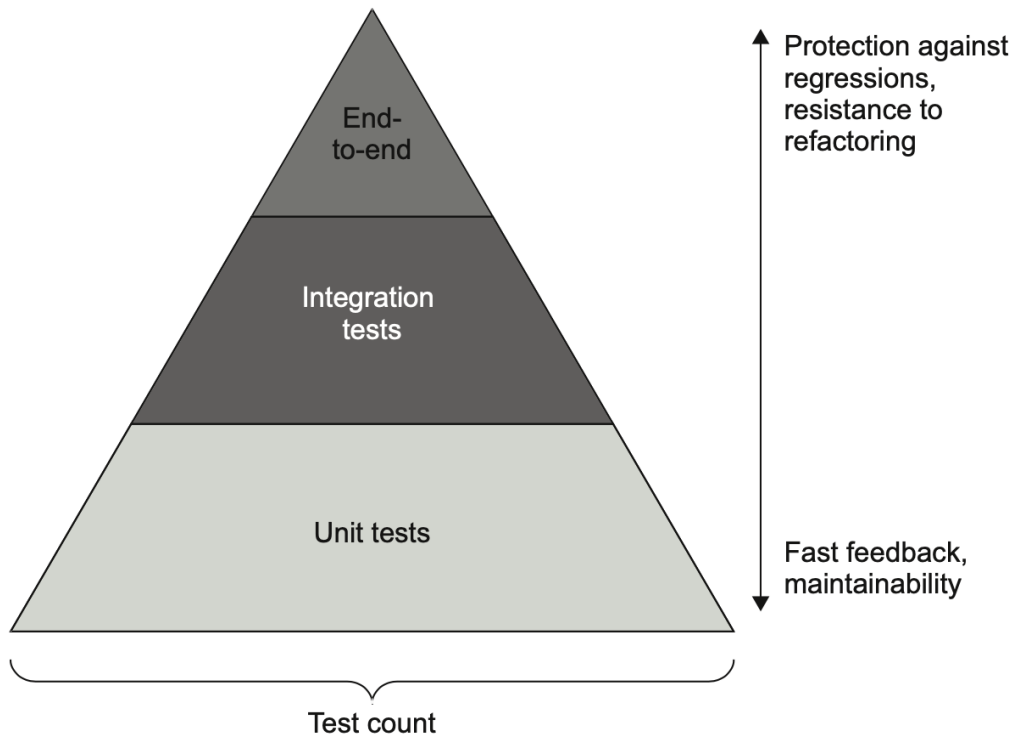 End-
to-end
Integration
tests
Unit tests
Protection against
regressions,
resistance to
refactoring
Fast feedback,
maintainability
Test count